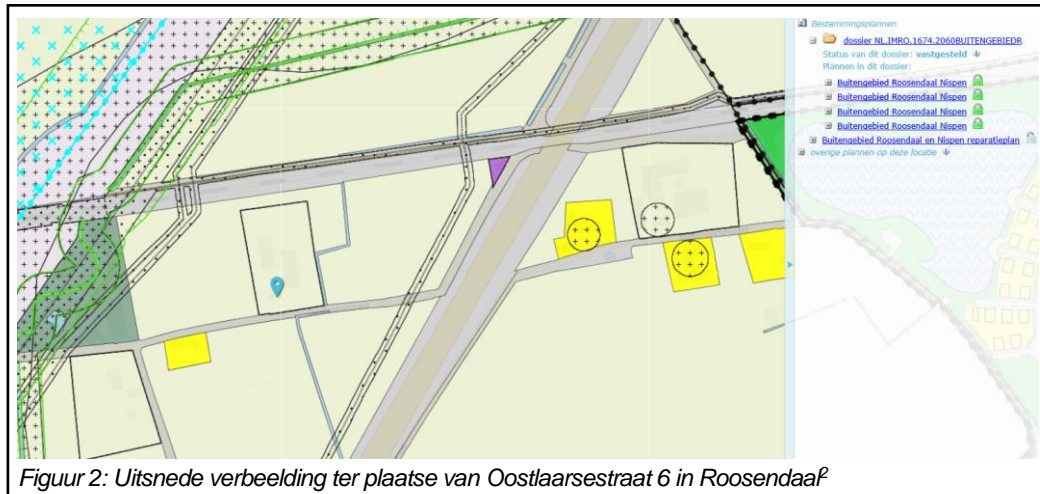 Bestemmingsplannen
dossier NL.IMRO.1674.2060BUITENGEBIEDR
Status van dit dossier: vastgesteld
Plannen in dit dossier:
Buitengebied Roosendaal Nispen
Buitengebied Roosendaal Nispen
Buitengebied Roosendaal Nispen
Buitengebied Roosendaal Nispen
Buitengebied Roosendaal en Nispen reparatieplan
overige plannen op deze locatie
Figuur 2: Uitsnede verbeelding ter plaatse van Oostlaarsestraat 6 in Roosendaal²